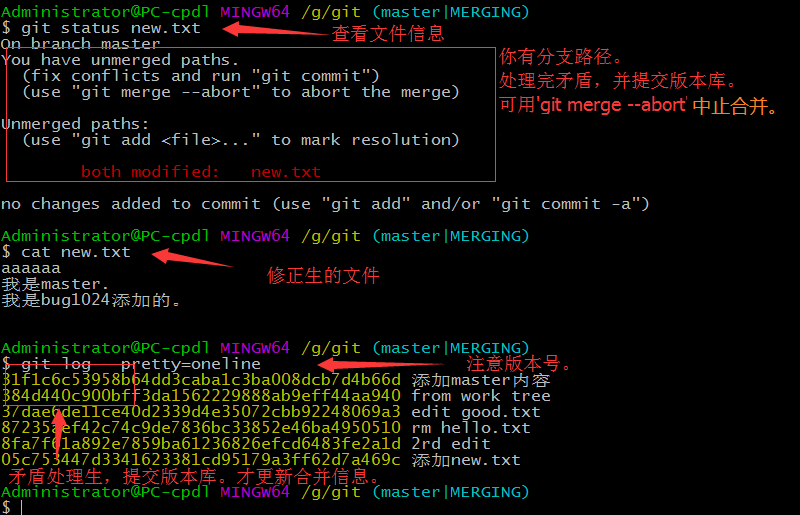 Administrator@PC-cpdl MINGW64 /g/git (master|MERGING)
$ git status new.txt
查看文件信息
On branch master
You have unmerged paths.
(fix conflicts and run "git commit")
(use "git merge --abort" to abort the merge)
你有分支路径。
处理完矛盾，并提交版本库。
可用'git merge --abort' 中止合并。
Unmerged paths:
(use "git add <file>..." to mark resolution)
both modified: new.txt
no changes added to commit (use "git add" and/or "git commit -a")
Administrator@PC-cpdl MINGW64 /g/git (master|MERGING)
$ cat new.txt
aaaaaa
我是master.
我是bug1024添加的。
修正生的文件
Administrator@PC-cpdl MINGW64 /g/git (master|MERGING)
$ git log --pretty=oneline
注意版本号。
31f1c6c53958b64dd3caba1c3ba008dcb7d4b66d 添加master内容
384d440c900bff3da1562229888ab9eff44aa940 from work tree
37dae6de11ce40d2339d4e35072cbb92248069a3 edit good.txt
87235aef42c74c9de7836bc33852e46ba4950510 rm hello.txt
8fa7f61a892e7859ba61236826efcd6483fe2a1d 2rd edit
05c753447d3341623381cd95179a3ff62d7a469c 添加new.txt
矛盾处理生，提交版本库。才更新合并信息。
Administrator@PC-cpdl MINGW64 /g/git (master|MERGING)
$